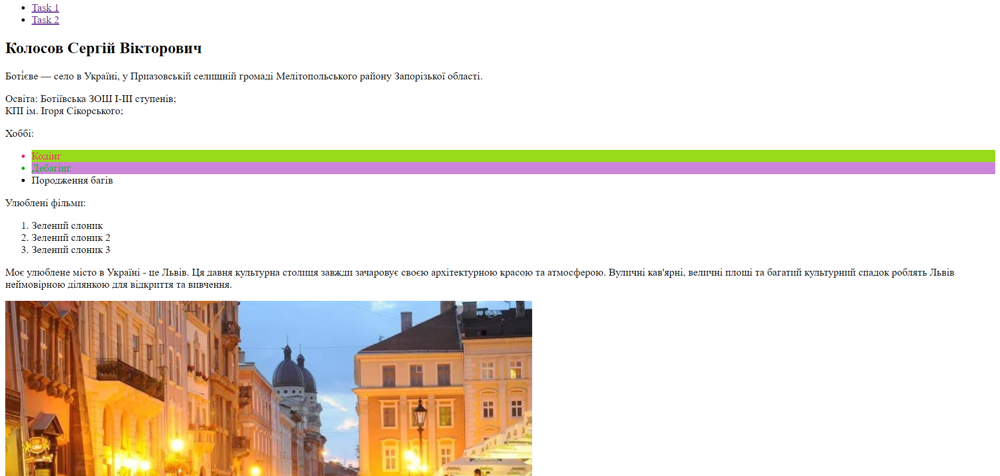 Task 1
Task 2
Колосов Сергій Вікторович
Боті́єве — село в Україні, у Приазовській селищній громаді Мелітопольського району Запорізької області.
Освіта: Ботіївська ЗОШ І-ІІІ ступенів;
КПІ ім. Ігоря Сікорського;
Хоббі:
Кодінг
Дебагінг
Породження багів
Улюблені фільми:
1. Зелений слоник
2. Зелений слоник 2
3. Зелений слоник 3
Моє улюблене місто в Україні - це Львів. Ця давня культурна столиця завжди зачаровує своєю архітектурною красою та атмосферою. Вуличні кав'ярні, величні площі та багатий культурний спадок роблять Львів
неймовірною ділянкою для відкриття та вивчення.